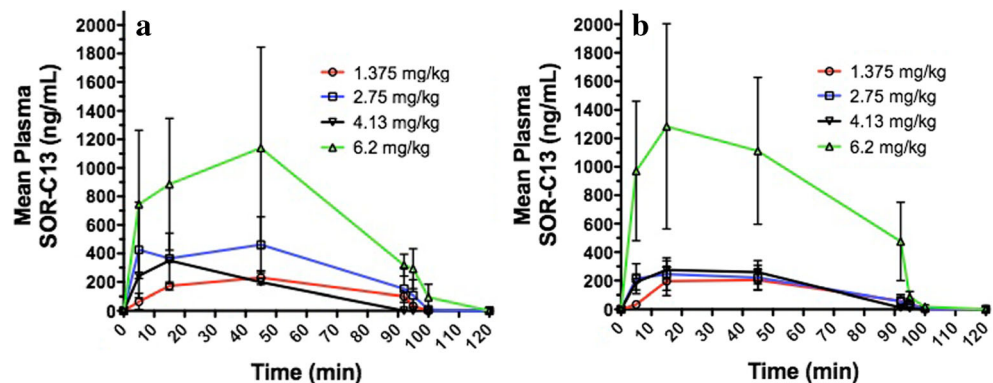 a
2000
1800
1600
1400
1200
1000
800
600
400
200
0
Mean Plasma
SOR-C13 (ng/mL)
1.375 mg/kg
2.75 mg/kg
4.13 mg/kg
6.2 mg/kg
0 10 20 30 40 50 60 70 80 90 100 110 120
Time (min)
b
2000
1800
1600
1400
1200
1000
800
600
400
200
0
Mean Plasma
SOR-C13 (ng/mL)
1.375 mg/kg
2.75 mg/kg
4.13 mg/kg
6.2 mg/kg
0 10 20 30 40 50 60 70 80 90 100 110 120
Time (min)